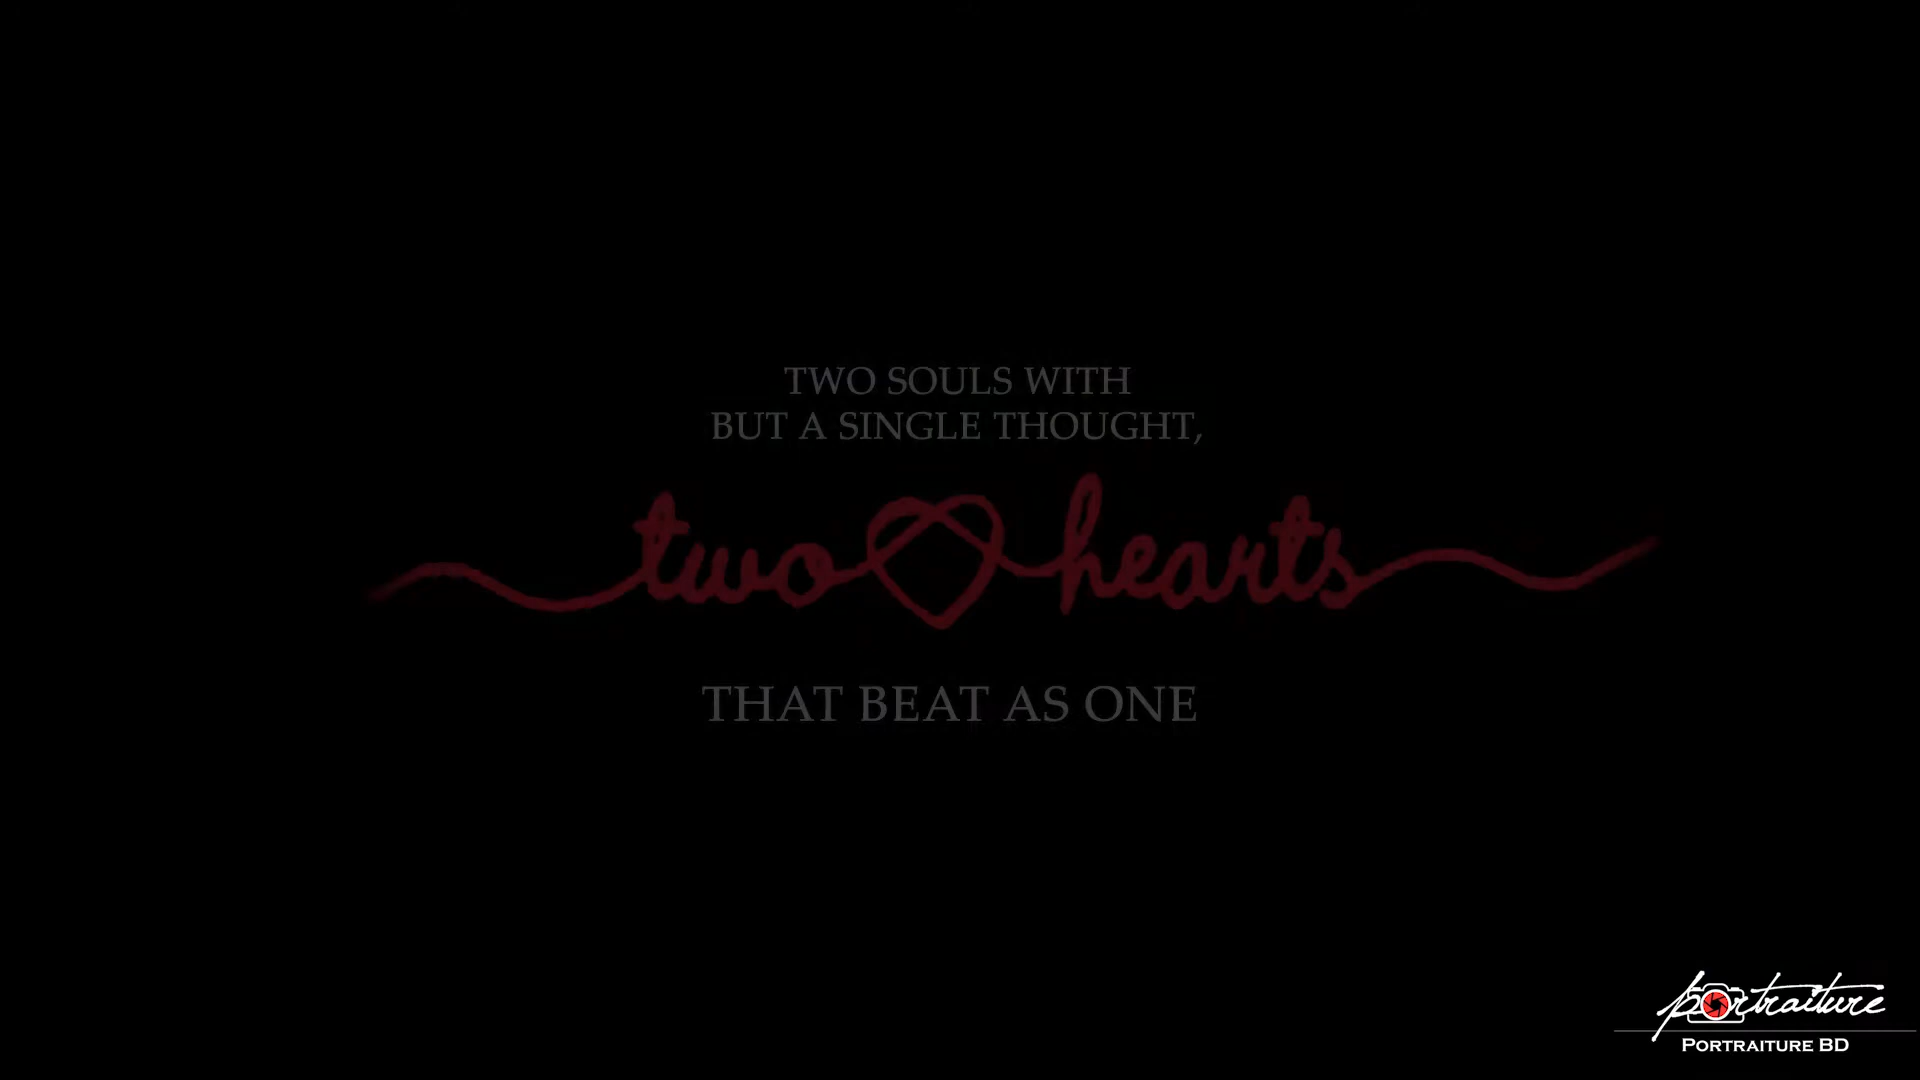 TWO SOULS WITH
BUT A SINGLE THOUGHT,
two hearts
THAT BEAT AS ONE
portraiture
PORTRAITURE BD